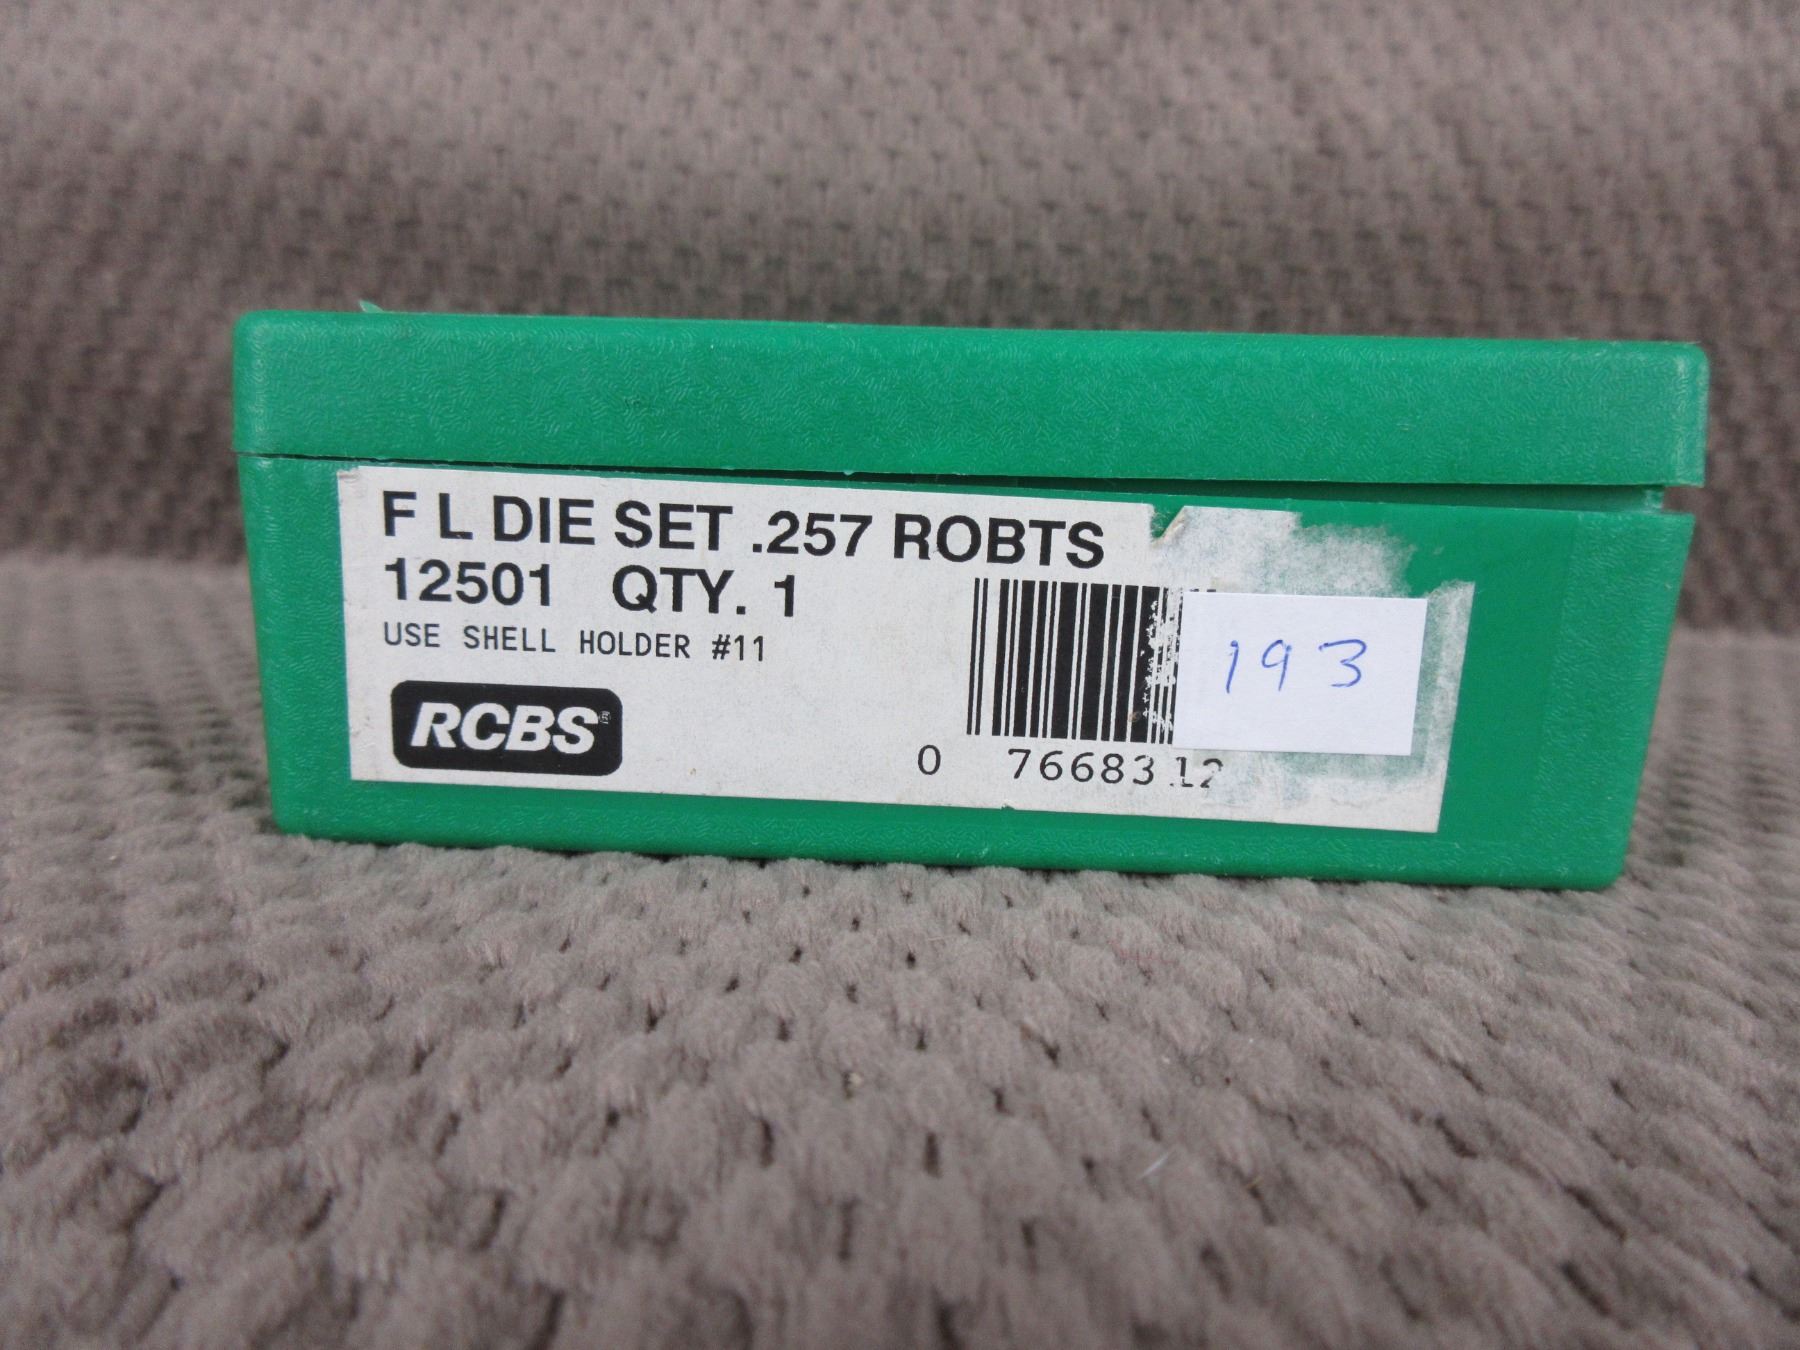 F L DIE SET .257 ROBTS
12501 QTY. 1
USE SHELL HOLDER #11
RCBS®
193
0 76683 12